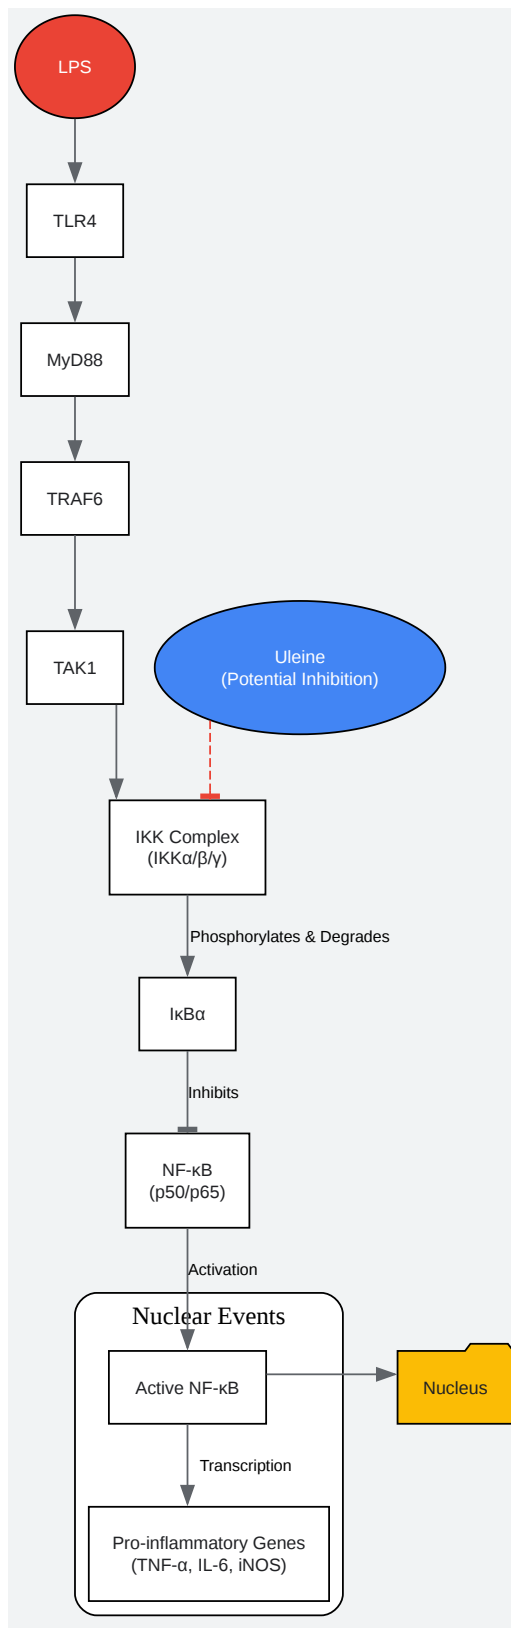 LPS
TLR4
MyD88
TRAF6
TAK1
Uleine
(Potential Inhibition)
IKK Complex
(IKKα/β/γ)
Phosphorylates & Degrades
IκBα
Inhibits
NF-κB
(p50/p65)
Activation
Nuclear Events
Active NF-κB
Nucleus
Transcription
Pro-inflammatory Genes
(TNF-α, IL-6, iNOS)